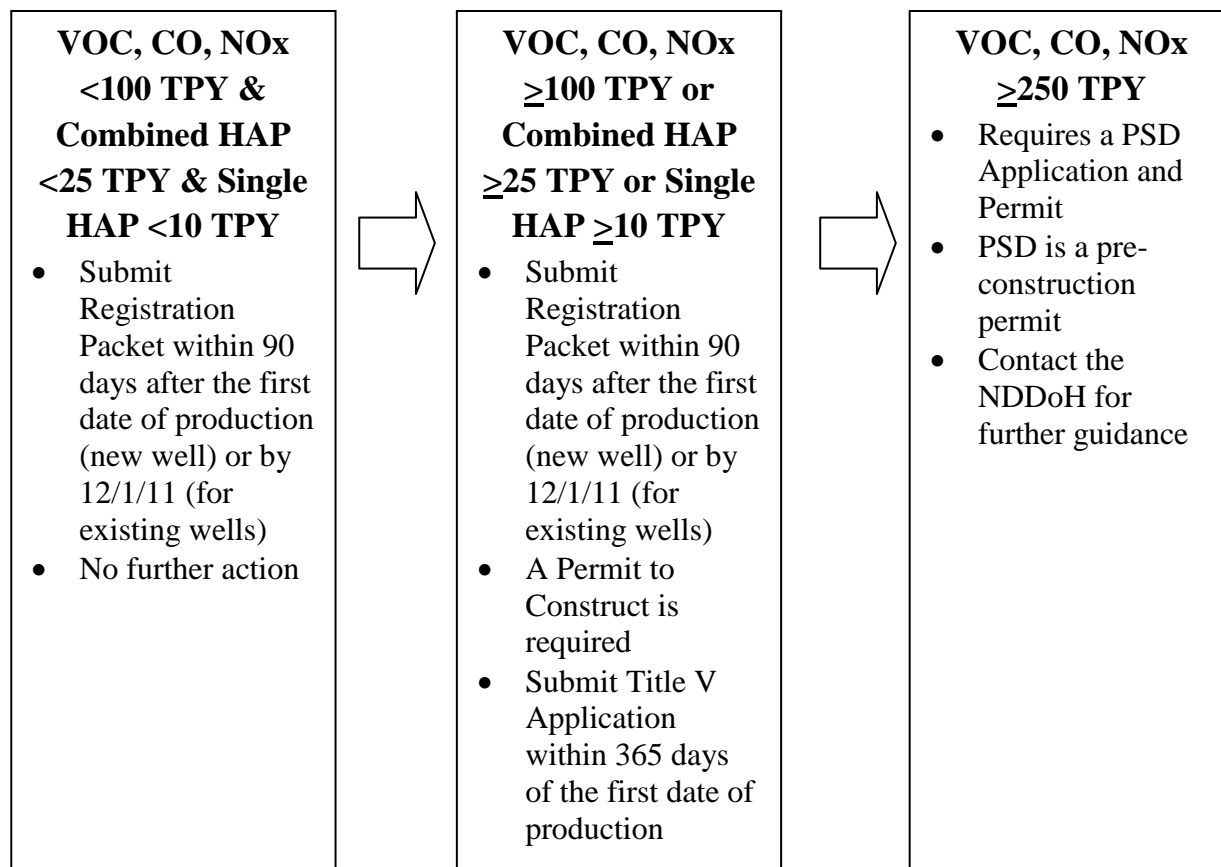 VOC, CO, NOx
<100 TPY &
Combined HAP
<25 TPY & Single
HAP <10 TPY
• Submit
Registration
Packet within 90
days after the first
date of production
(new well) or by
12/1/11 (for
existing wells)
• No further action
VOC, CO, NOx
≥100 TPY or
Combined HAP
≥25 TPY or Single
HAP ≥10 TPY
• Submit
Registration
Packet within 90
days after the first
date of production
(new well) or by
12/1/11 (for
existing wells)
• A Permit to
Construct is
required
• Submit Title V
Application
within 365 days
of the first date of
production
VOC, CO, NOx
≥250 TPY
• Requires a PSD
Application and
Permit
• PSD is a pre-
construction
permit
• Contact the
NDDoH for
further guidance